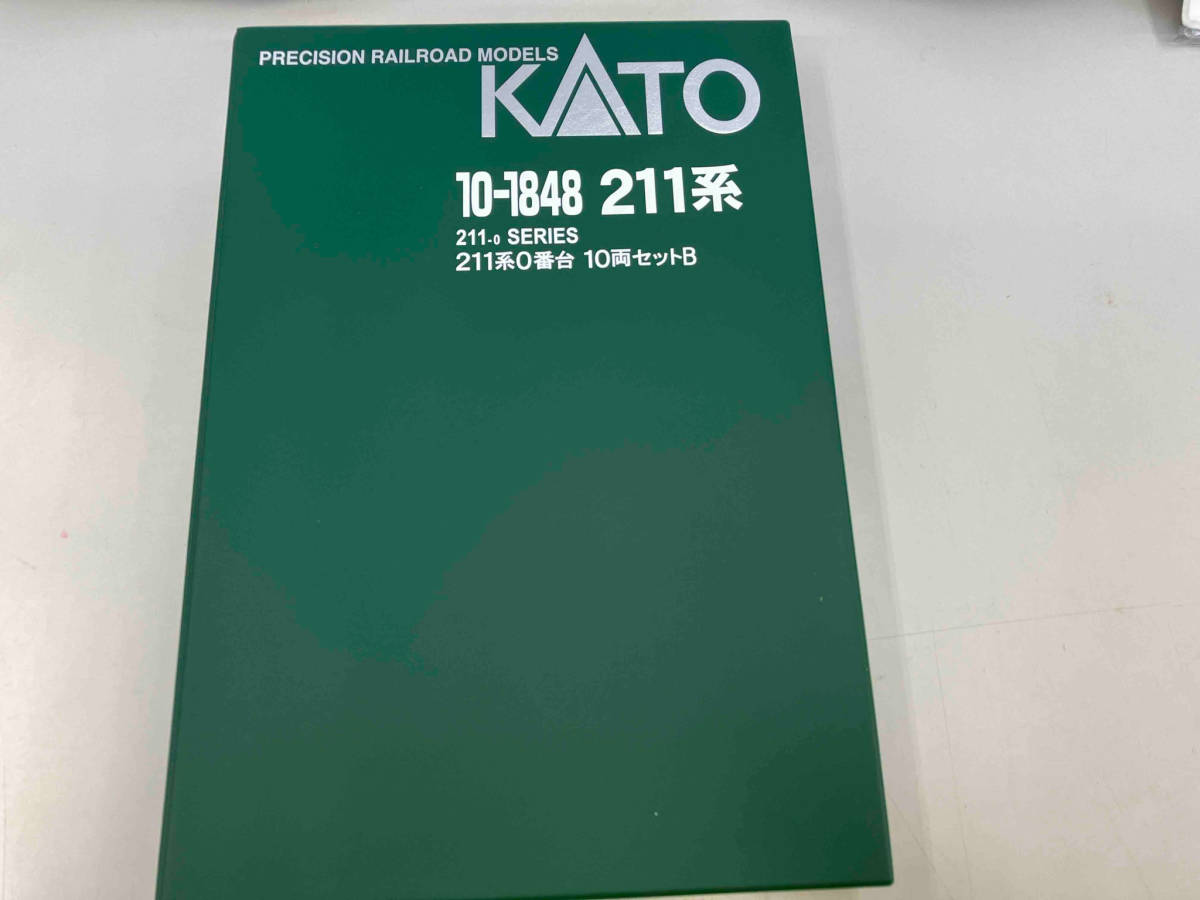 PRECISION RAILROAD MODELS
KATO
10-1848 211系
211-0 SERIES
211系0番台 10両セットB